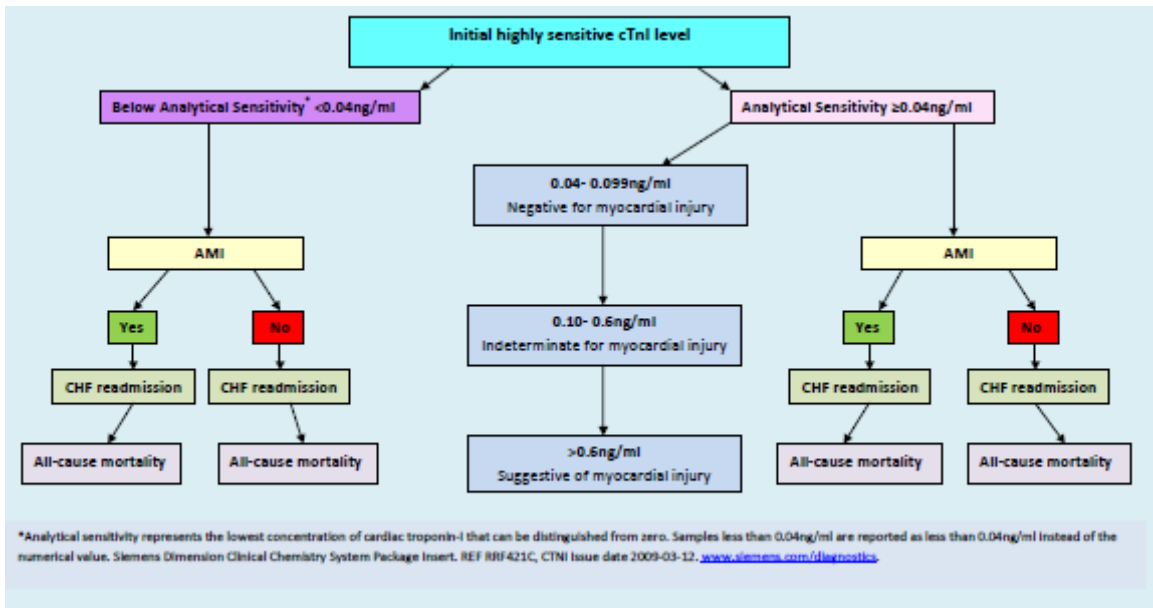 Initial highly sensitive cTnI level
Below Analytical Sensitivity* <0.04ng/ml
Analytical Sensitivity ≥0.04ng/ml
0.04- 0.099ng/ml
Negative for myocardial injury
AMI
AMI
0.10- 0.6ng/ml
Indeterminate for myocardial injury
Yes
No
Yes
No
CHF readmission
CHF readmission
CHF readmission
CHF readmission
>0.6ng/ml
Suggestive of myocardial injury
All-cause mortality
All-cause mortality
All-cause mortality
All-cause mortality
*Analytical sensitivity represents the lowest concentration of cardiac troponin-I that can be distinguished from zero. Samples less than 0.04ng/ml are reported as less than 0.04ng/ml instead of the
numerical value. Siemens Dimension Clinical Chemistry System Package Insert. REF RRF421C, CTNI Issue date 2009-03-12. www.siemens.com/diagnostics.